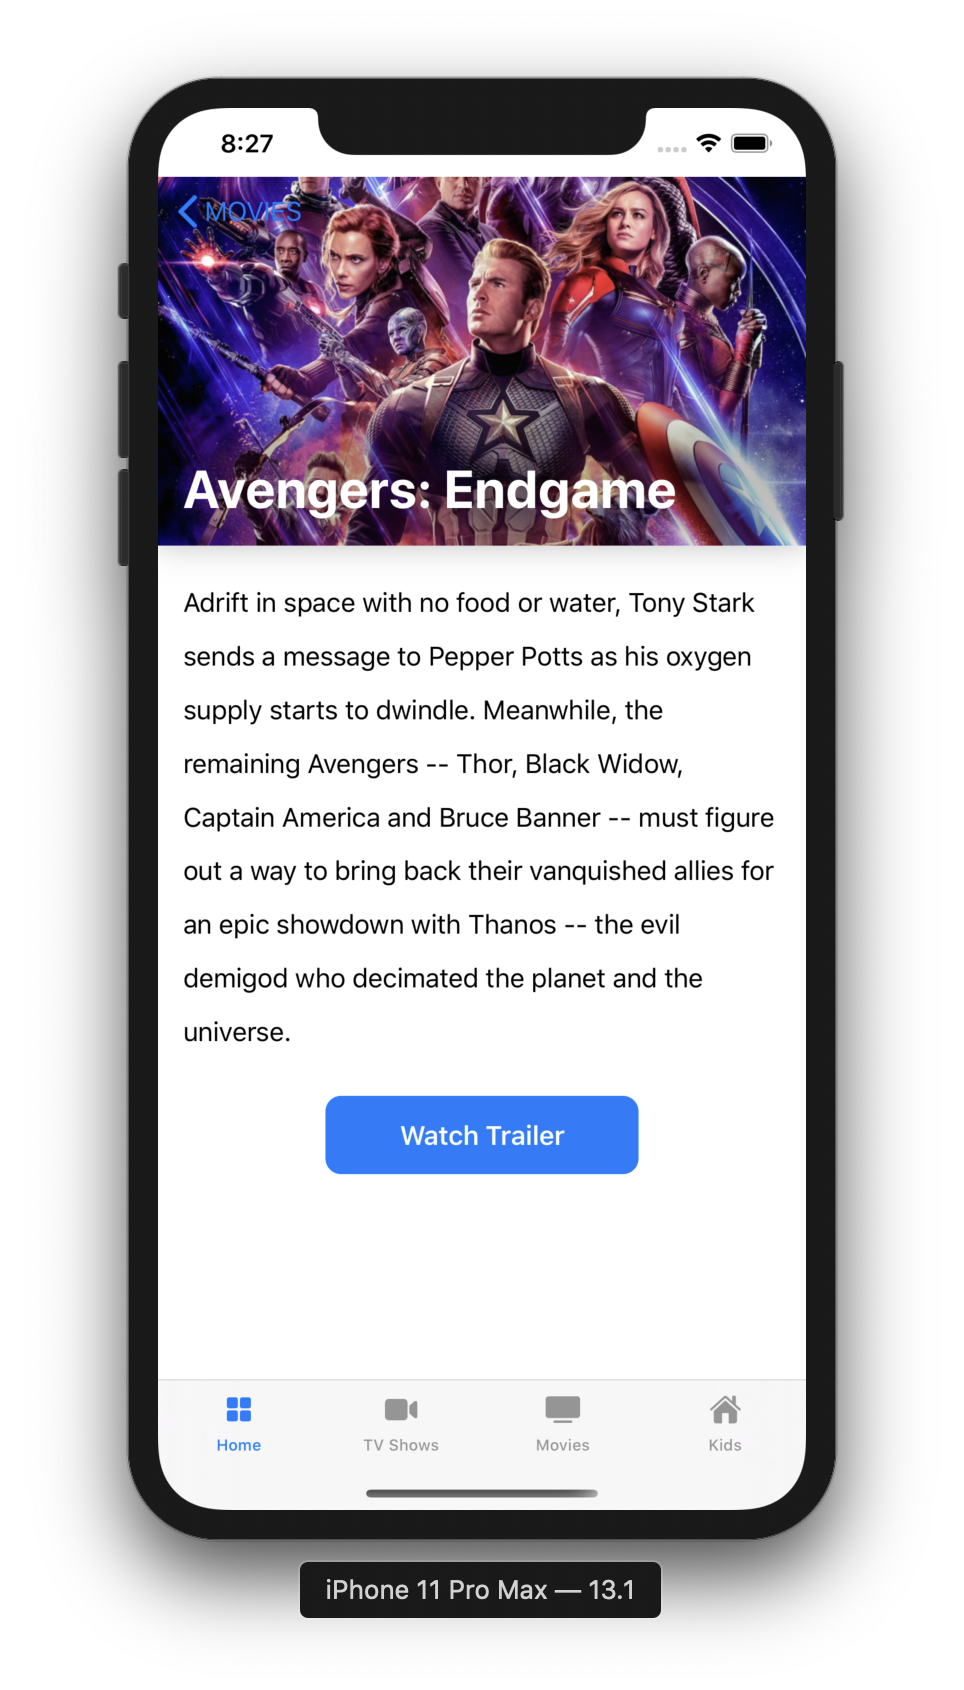 8:27
MOVIES
Avengers: Endgame
Adrift in space with no food or water, Tony Stark
sends a message to Pepper Potts as his oxygen
supply starts to dwindle. Meanwhile, the
remaining Avengers -- Thor, Black Widow,
Captain America and Bruce Banner -- must figure
out a way to bring back their vanquished allies for
an epic showdown with Thanos -- the evil
demigod who decimated the planet and the
universe.
Watch Trailer
Home TV Shows Movies Kids
iPhone 11 Pro Max — 13.1